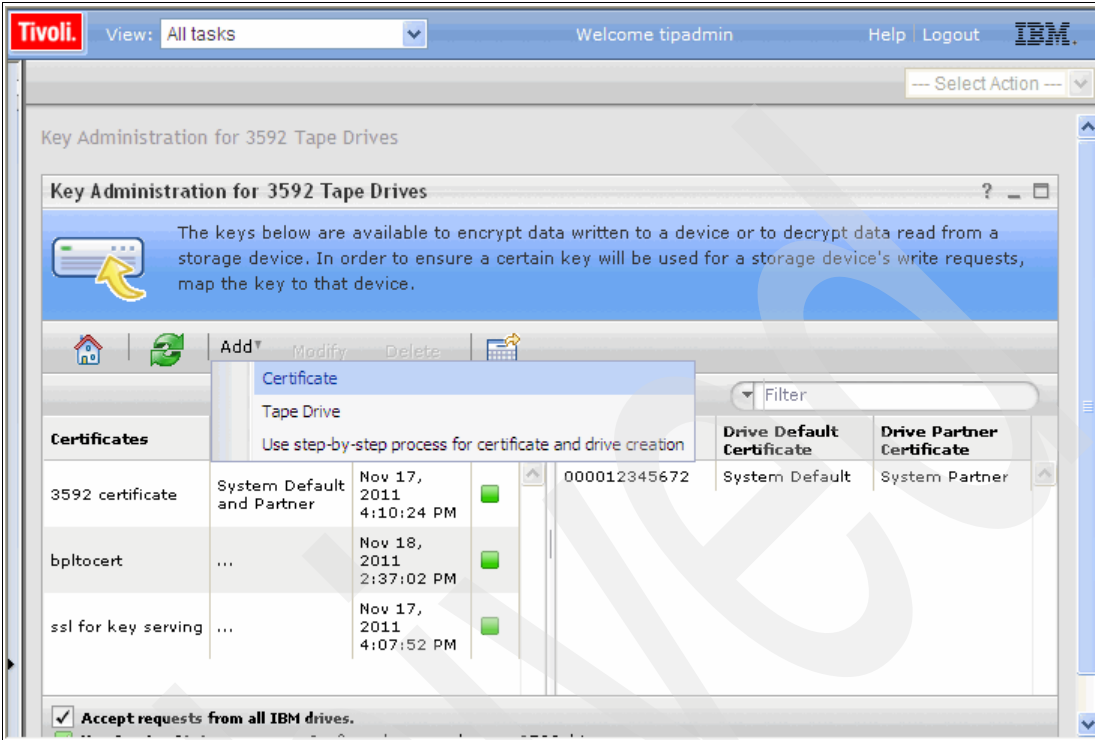 Tivoli. View: All tasks Welcome tipadmin Help Logout IBM.
--- Select Action ---
Key Administration for 3592 Tape Drives
Key Administration for 3592 Tape Drives ?
The keys below are available to encrypt data written to a device or to decrypt data read from a
storage device. In order to ensure a certain key will be used for a storage device's write requests,
map the key to that device.
Add Modify Delete
Certificate
Tape Drive
Use step-by-step process for certificate and drive creation
Filter
Certificates
Drive Default
Certificate
Drive Partner
Certificate
3592 certificate
System Default
and Partner
Nov 17,
2011
4:10:24 PM
000012345672 System Default System Partner
bpltocert ...
Nov 18,
2011
2:37:02 PM
ssl for key serving ...
Nov 17,
2011
4:07:52 PM
Accept requests from all IBM drives.